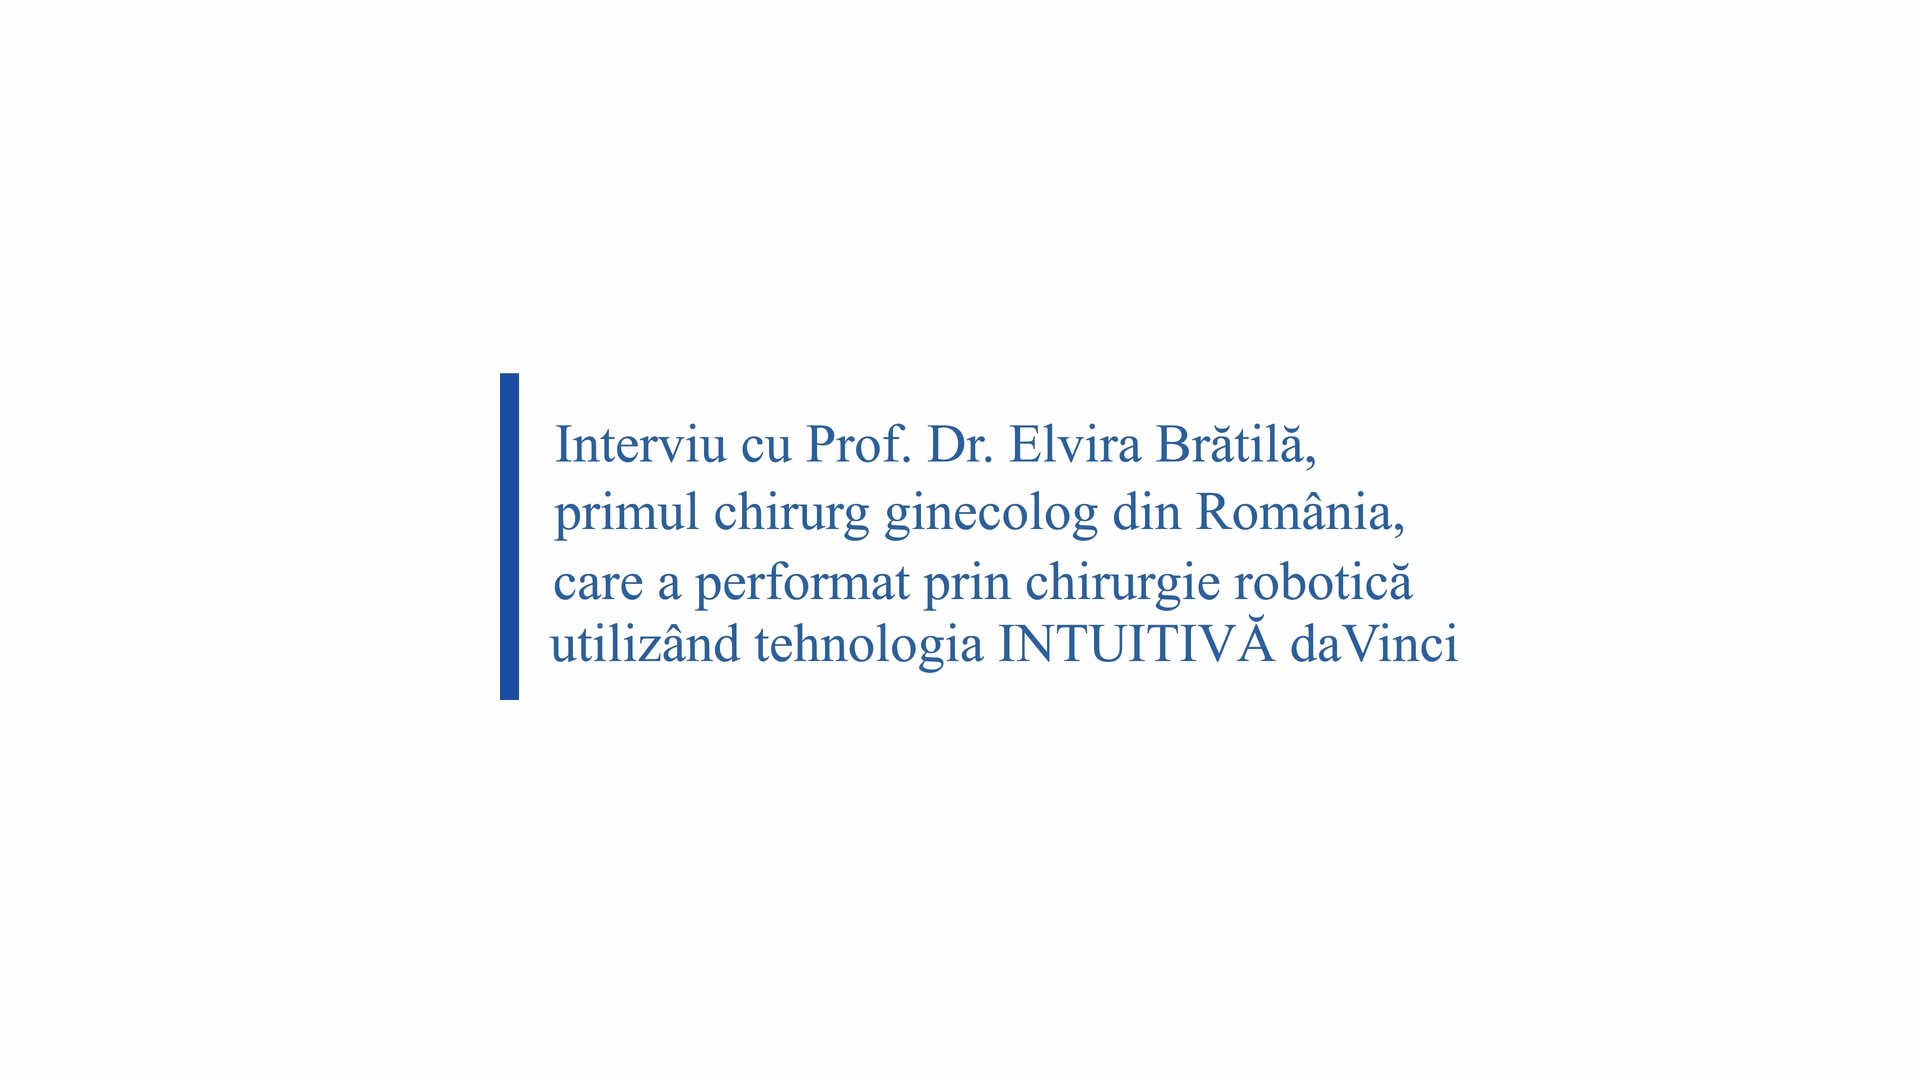 Interviu cu Prof. Dr. Elvira Brătilă,
primul chirurg ginecolog din România,
care a performat prin chirurgie robotică
utilizând tehnologia INTUITIVĂ daVinci